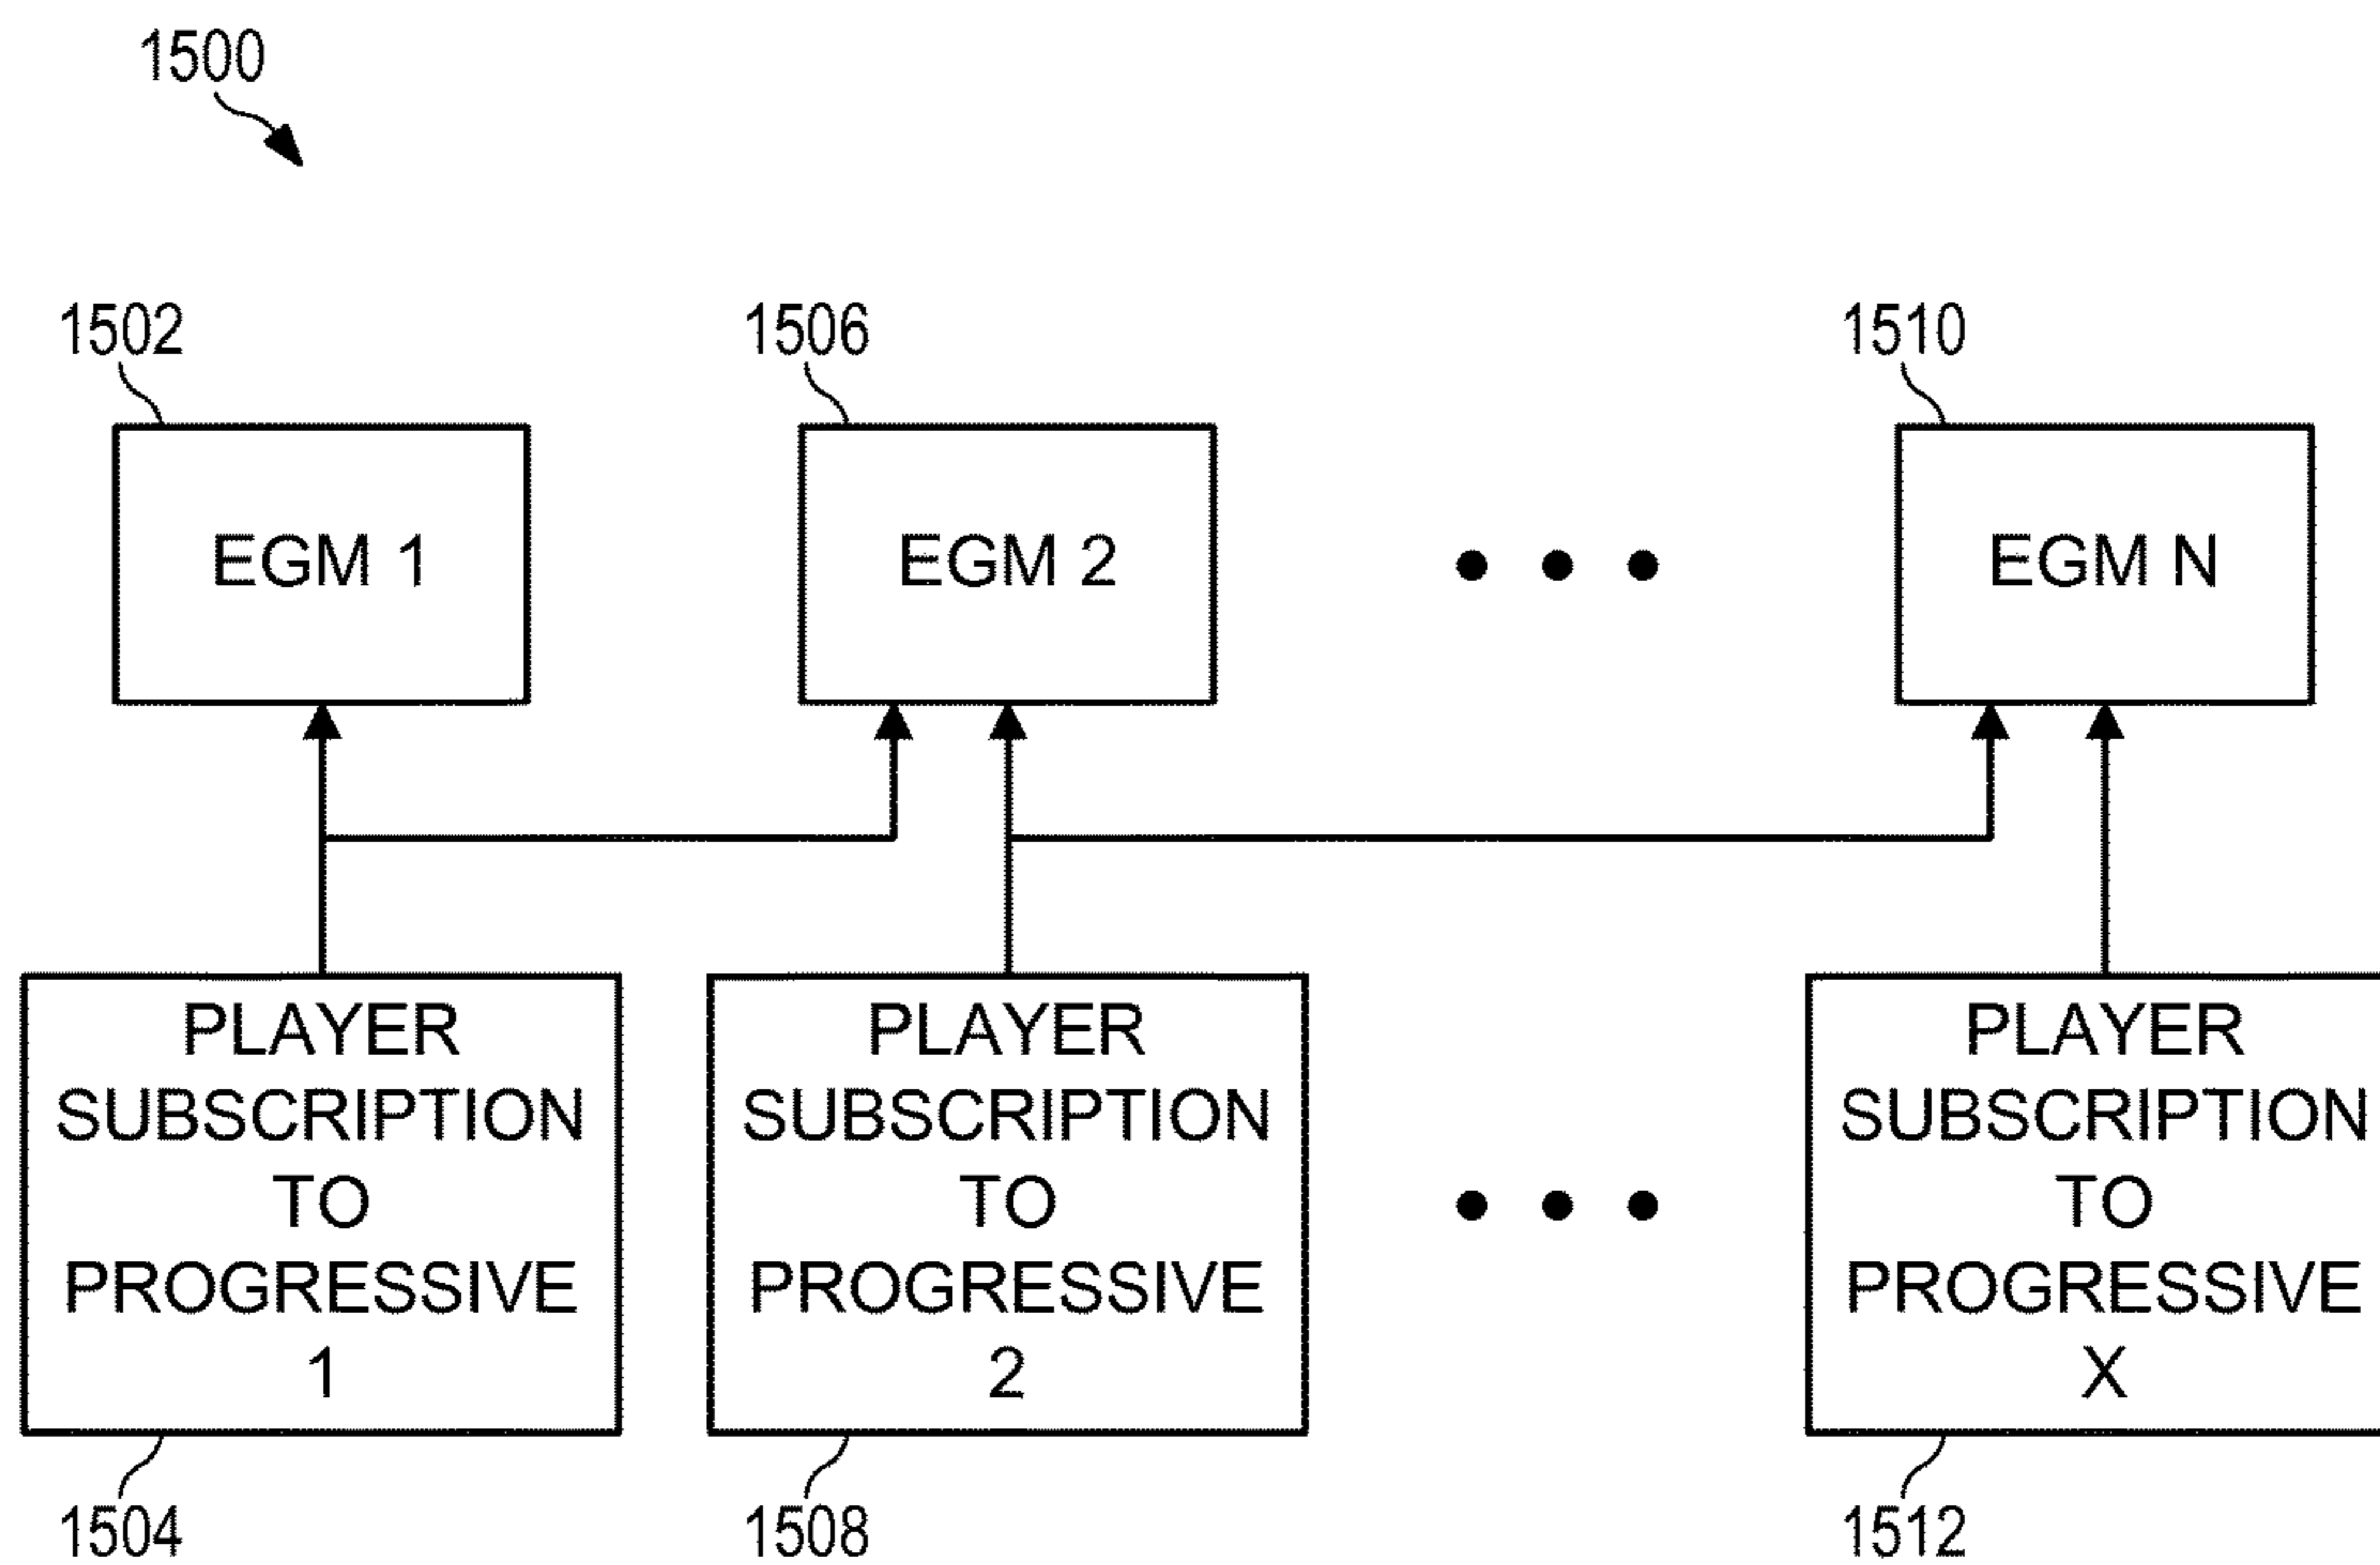 1500
1502
1506
1510
EGM 1
EGM 2
EGM N
PLAYER
SUBSCRIPTION
TO
PROGRESSIVE
1
PLAYER
SUBSCRIPTION
TO
PROGRESSIVE
2
PLAYER
SUBSCRIPTION
TO
PROGRESSIVE
X
1504
1508
1512